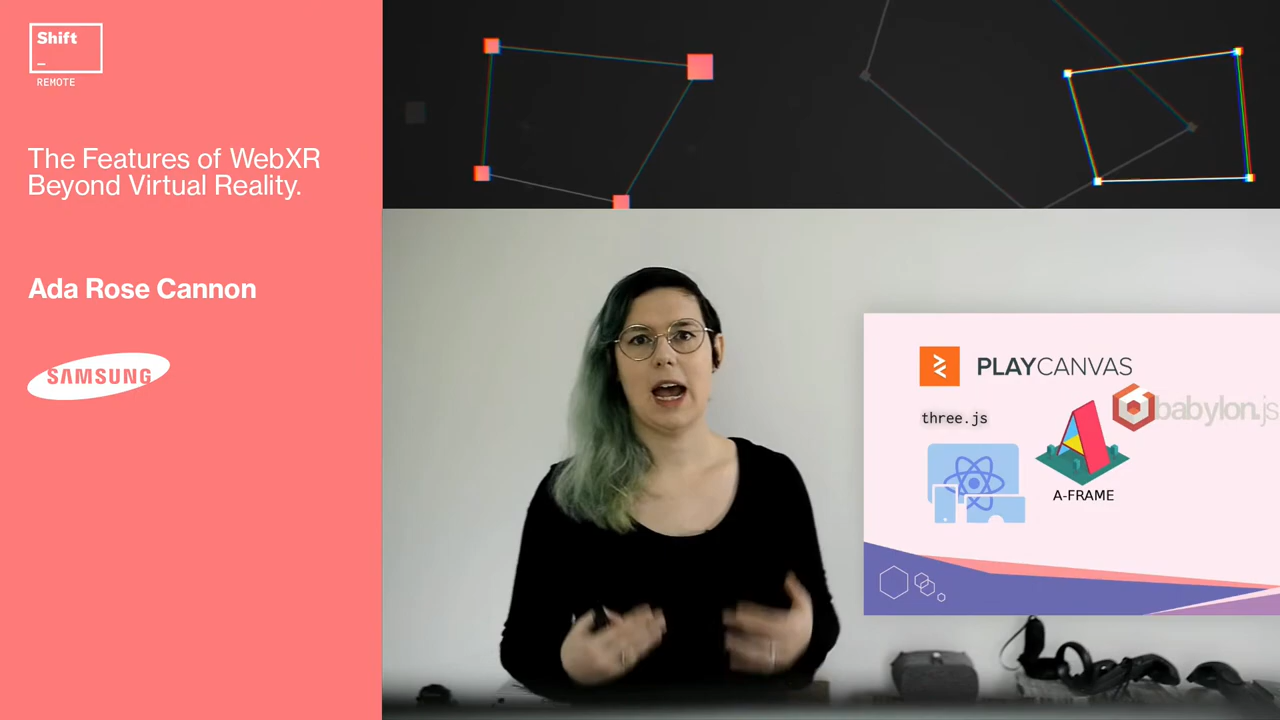 Shift
_
REMOTE
The Features of WebXR
Beyond Virtual Reality.
Ada Rose Cannon
SAMSUNG
PLAYCANVAS
babylon.js
three.js
A-FRAME